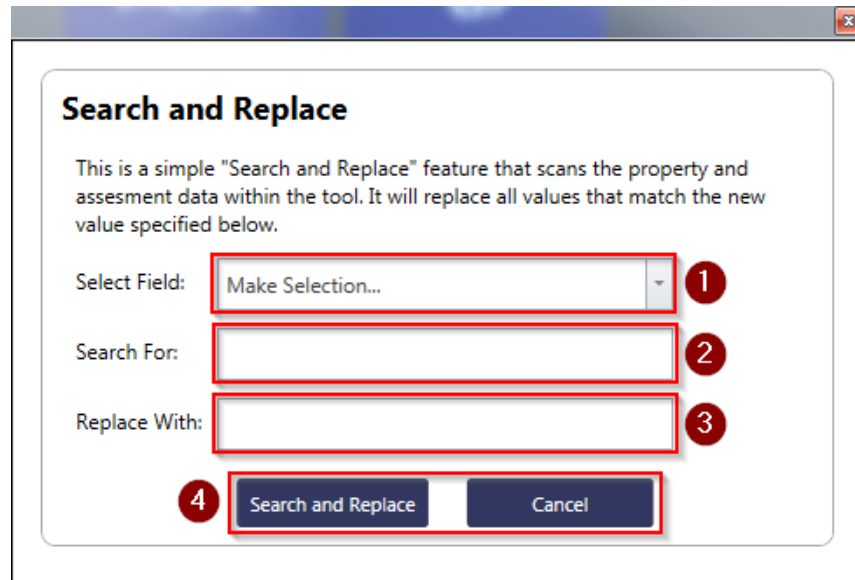 Search and Replace
This is a simple "Search and Replace" feature that scans the property and
assesment data within the tool. It will replace all values that match the new
value specified below.
Select Field: Make Selection... 1
Search For: 2
Replace With: 3
4 Search and Replace Cancel